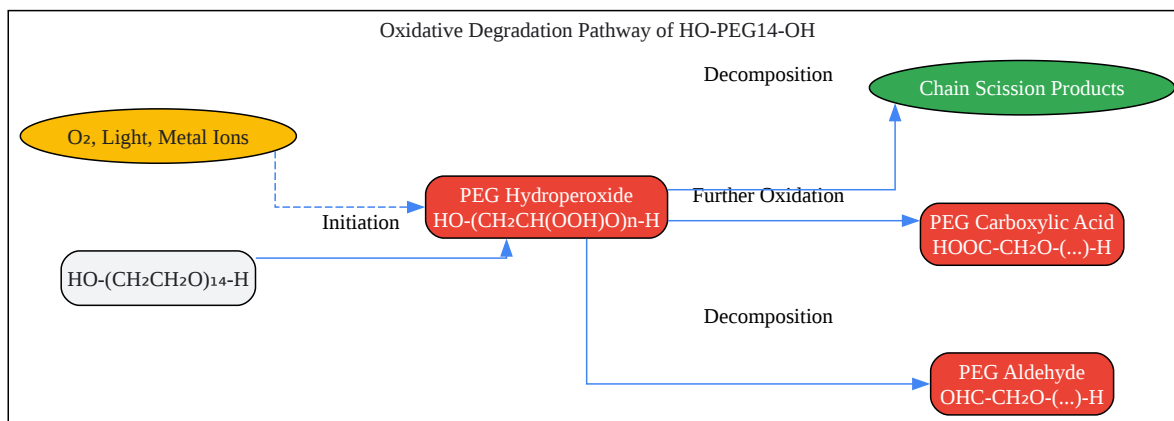 Oxidative Degradation Pathway of HO-PEG14-OH
Decomposition
Chain Scission Products
O₂, Light, Metal Ions
PEG Hydroperoxide
HO-(CH₂CH(OOH)O)n-H
Initiation
Further Oxidation
PEG Carboxylic Acid
HOOC-CH₂O-(...)-H
HO-(CH₂CH₂O)₁₄-H
Decomposition
PEG Aldehyde
OHC-CH₂O-(...)-H